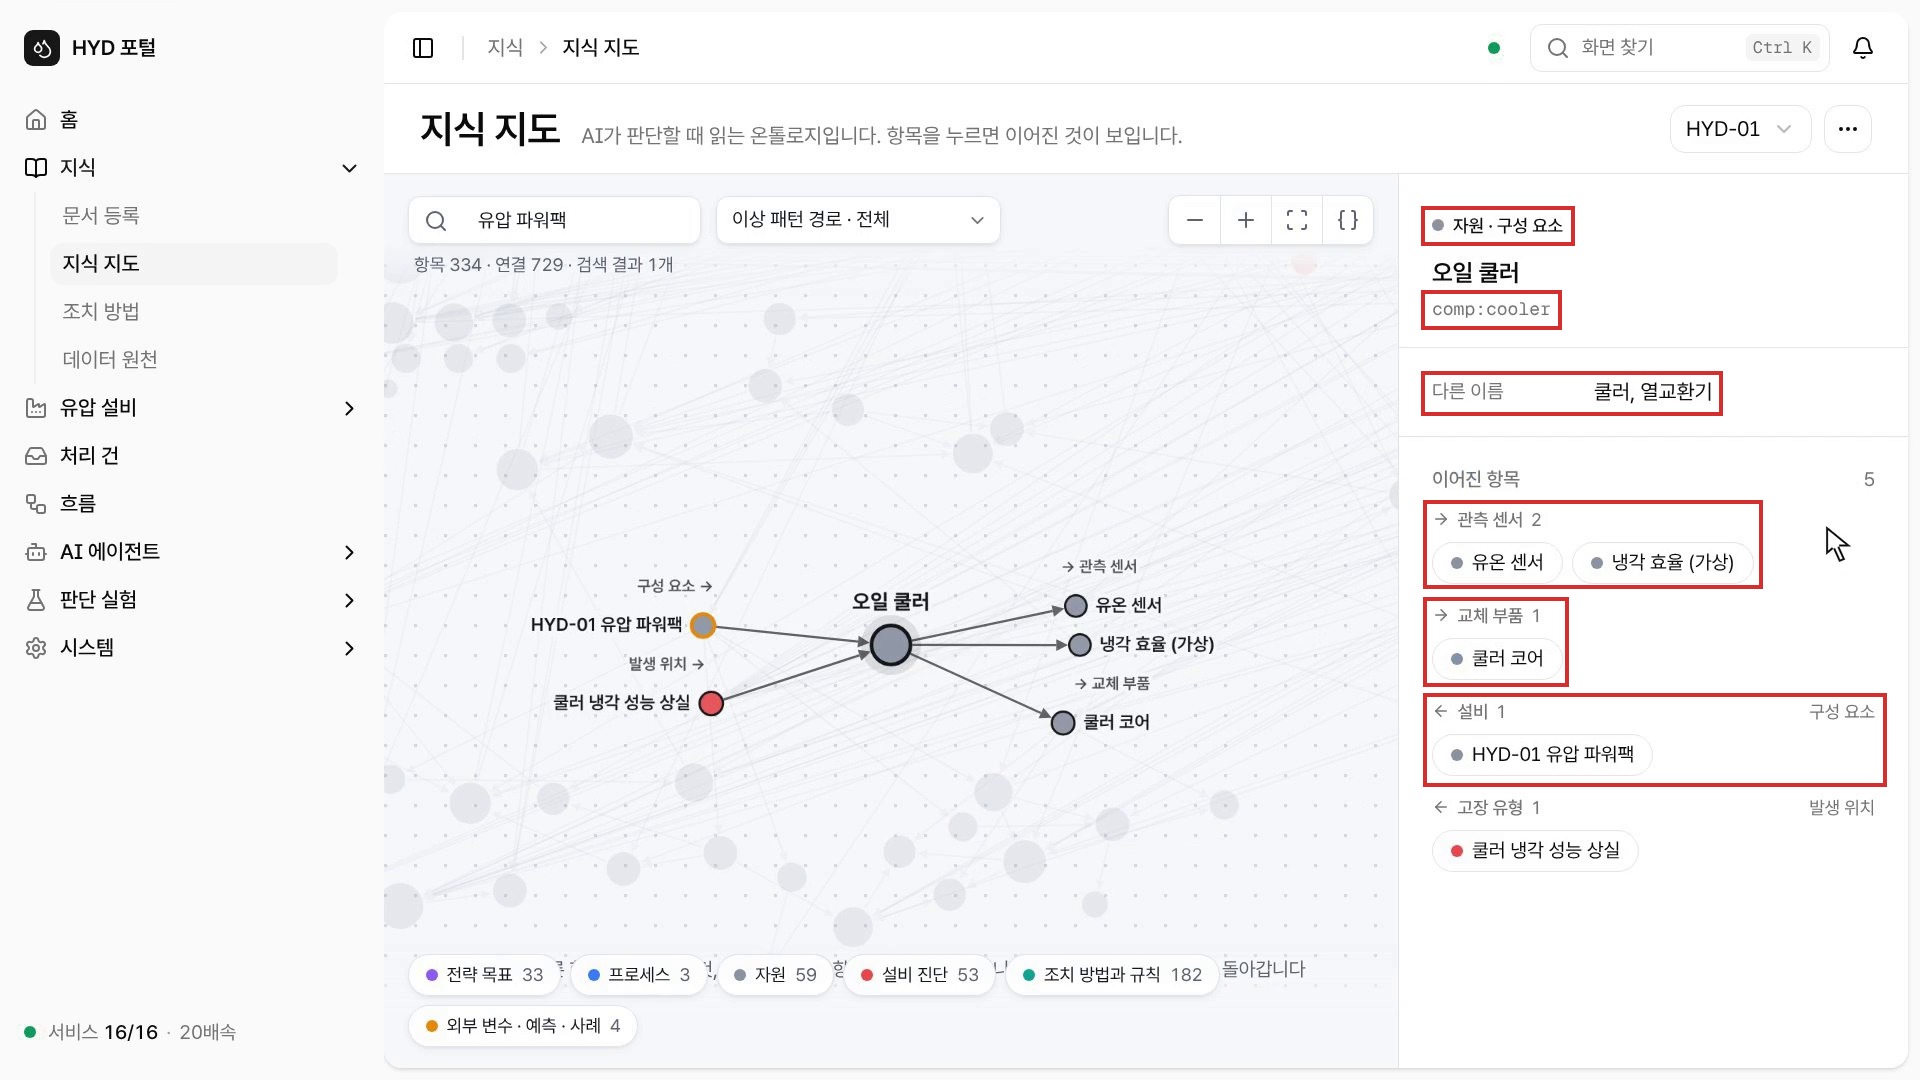 HYD 포털
홈
지식
문서 등록
지식 지도
조치 방법
데이터 원천
유압 설비
처리 건
흐름
AI 에이전트
판단 실험
시스템
서비스 16/16 · 20배속
지식 > 지식 지도
화면 찾기 Ctrl K
지식 지도 AI가 판단할 때 읽는 온톨로지입니다. 항목을 누르면 이어진 것이 보입니다.
HYD-01
유압 파워팩
이상 패턴 경로 · 전체
항목 334 · 연결 729 · 검색 결과 1개
구성 요소 →
HYD-01 유압 파워팩
발생 위치 →
쿨러 냉각 성능 상실
오일 쿨러
→ 관측 센서
유온 센서
냉각 효율 (가상)
→ 교체 부품
쿨러 코어
돌아갑니다
전략 목표 33
프로세스 3
자원 59
설비 진단 53
조치 방법과 규칙 182
외부 변수 · 예측 · 사례 4
자원 · 구성 요소
오일 쿨러
comp:cooler
다른 이름 쿨러, 열교환기
이어진 항목 5
→ 관측 센서 2
유온 센서 냉각 효율 (가상)
→ 교체 부품 1
쿨러 코어
← 설비 1 구성 요소
HYD-01 유압 파워팩
← 고장 유형 1 발생 위치
쿨러 냉각 성능 상실